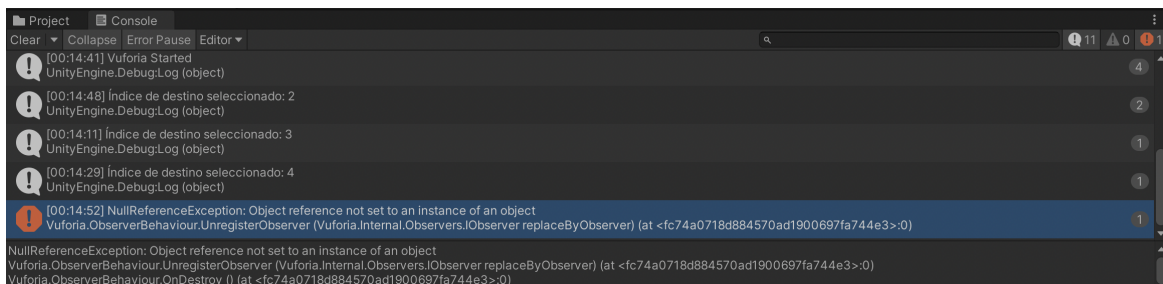 Project Console
Clear Collapse Error Pause Editor 11 0 1
[00:14:41] Vuforia Started
UnityEngine.Debug:Log (object)
4
[00:14:48] Índice de destino seleccionado: 2
UnityEngine.Debug:Log (object)
2
[00:14:11] Índice de destino seleccionado: 3
UnityEngine.Debug:Log (object)
1
[00:14:29] Índice de destino seleccionado: 4
UnityEngine.Debug:Log (object)
1
[00:14:52] NullReferenceException: Object reference not set to an instance of an object
Vuforia.ObserverBehaviour.UnregisterObserver (Vuforia.Internal.Observers.IObserver replaceByObserver) (at <fc74a0718d884570ad1900697fa744e3>:0)
1
NullReferenceException: Object reference not set to an instance of an object
Vuforia.ObserverBehaviour.UnregisterObserver (Vuforia.Internal.Observers.IObserver replaceByObserver) (at <fc74a0718d884570ad1900697fa744e3>:0)
Vuforia.ObserverBehaviour.OnDestroy () (at <fc74a0718d884570ad1900697fa744e3>:0)